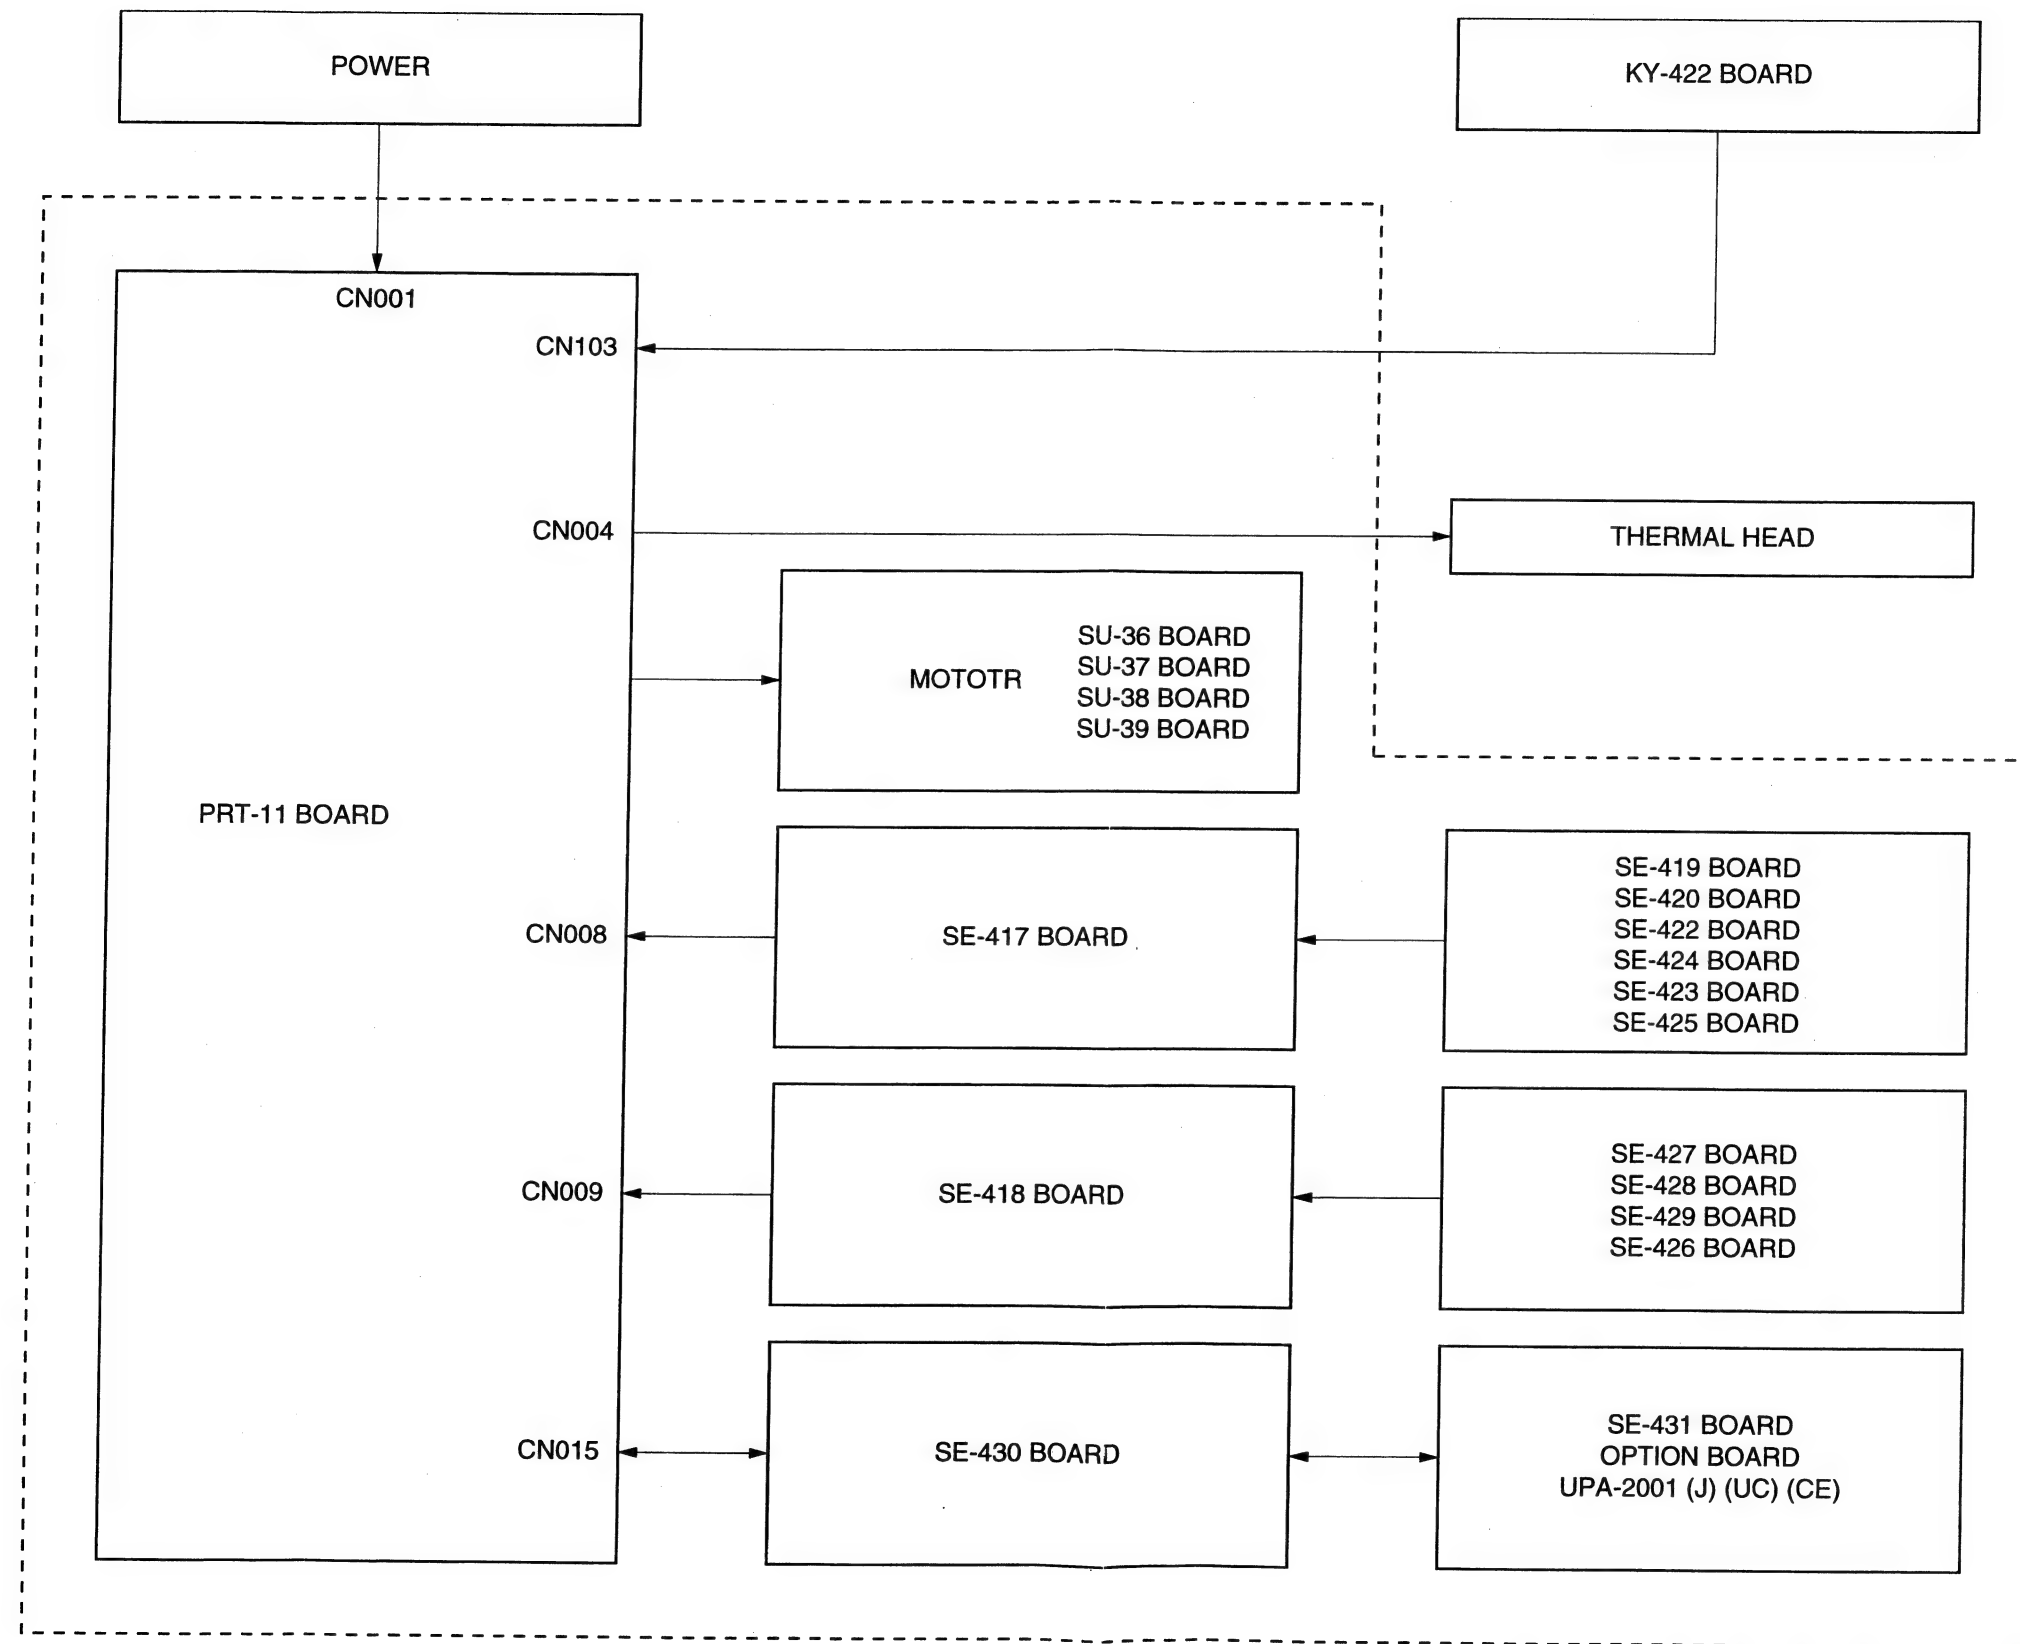 POWER
KY-422 BOARD
CN001
CN103
CN004
THERMAL HEAD
MOTOTR
SU-36 BOARD
SU-37 BOARD
SU-38 BOARD
SU-39 BOARD
PRT-11 BOARD
CN008
SE-417 BOARD
SE-419 BOARD
SE-420 BOARD
SE-422 BOARD
SE-424 BOARD
SE-423 BOARD
SE-425 BOARD
CN009
SE-418 BOARD
SE-427 BOARD
SE-428 BOARD
SE-429 BOARD
SE-426 BOARD
CN015
SE-430 BOARD
SE-431 BOARD
OPTION BOARD
UPA-2001 (J) (UC) (CE)